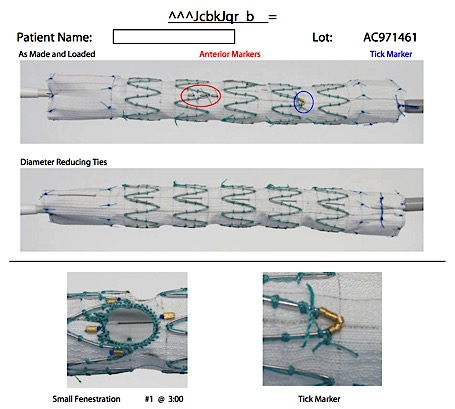 ^^^JcbkJqr b =
Patient Name: Lot: AC971461
As Made and Loaded Anterior Markers Tick Marker
Diameter Reducing Ties
Small Fenestration #1 @ 3:00 Tick Marker